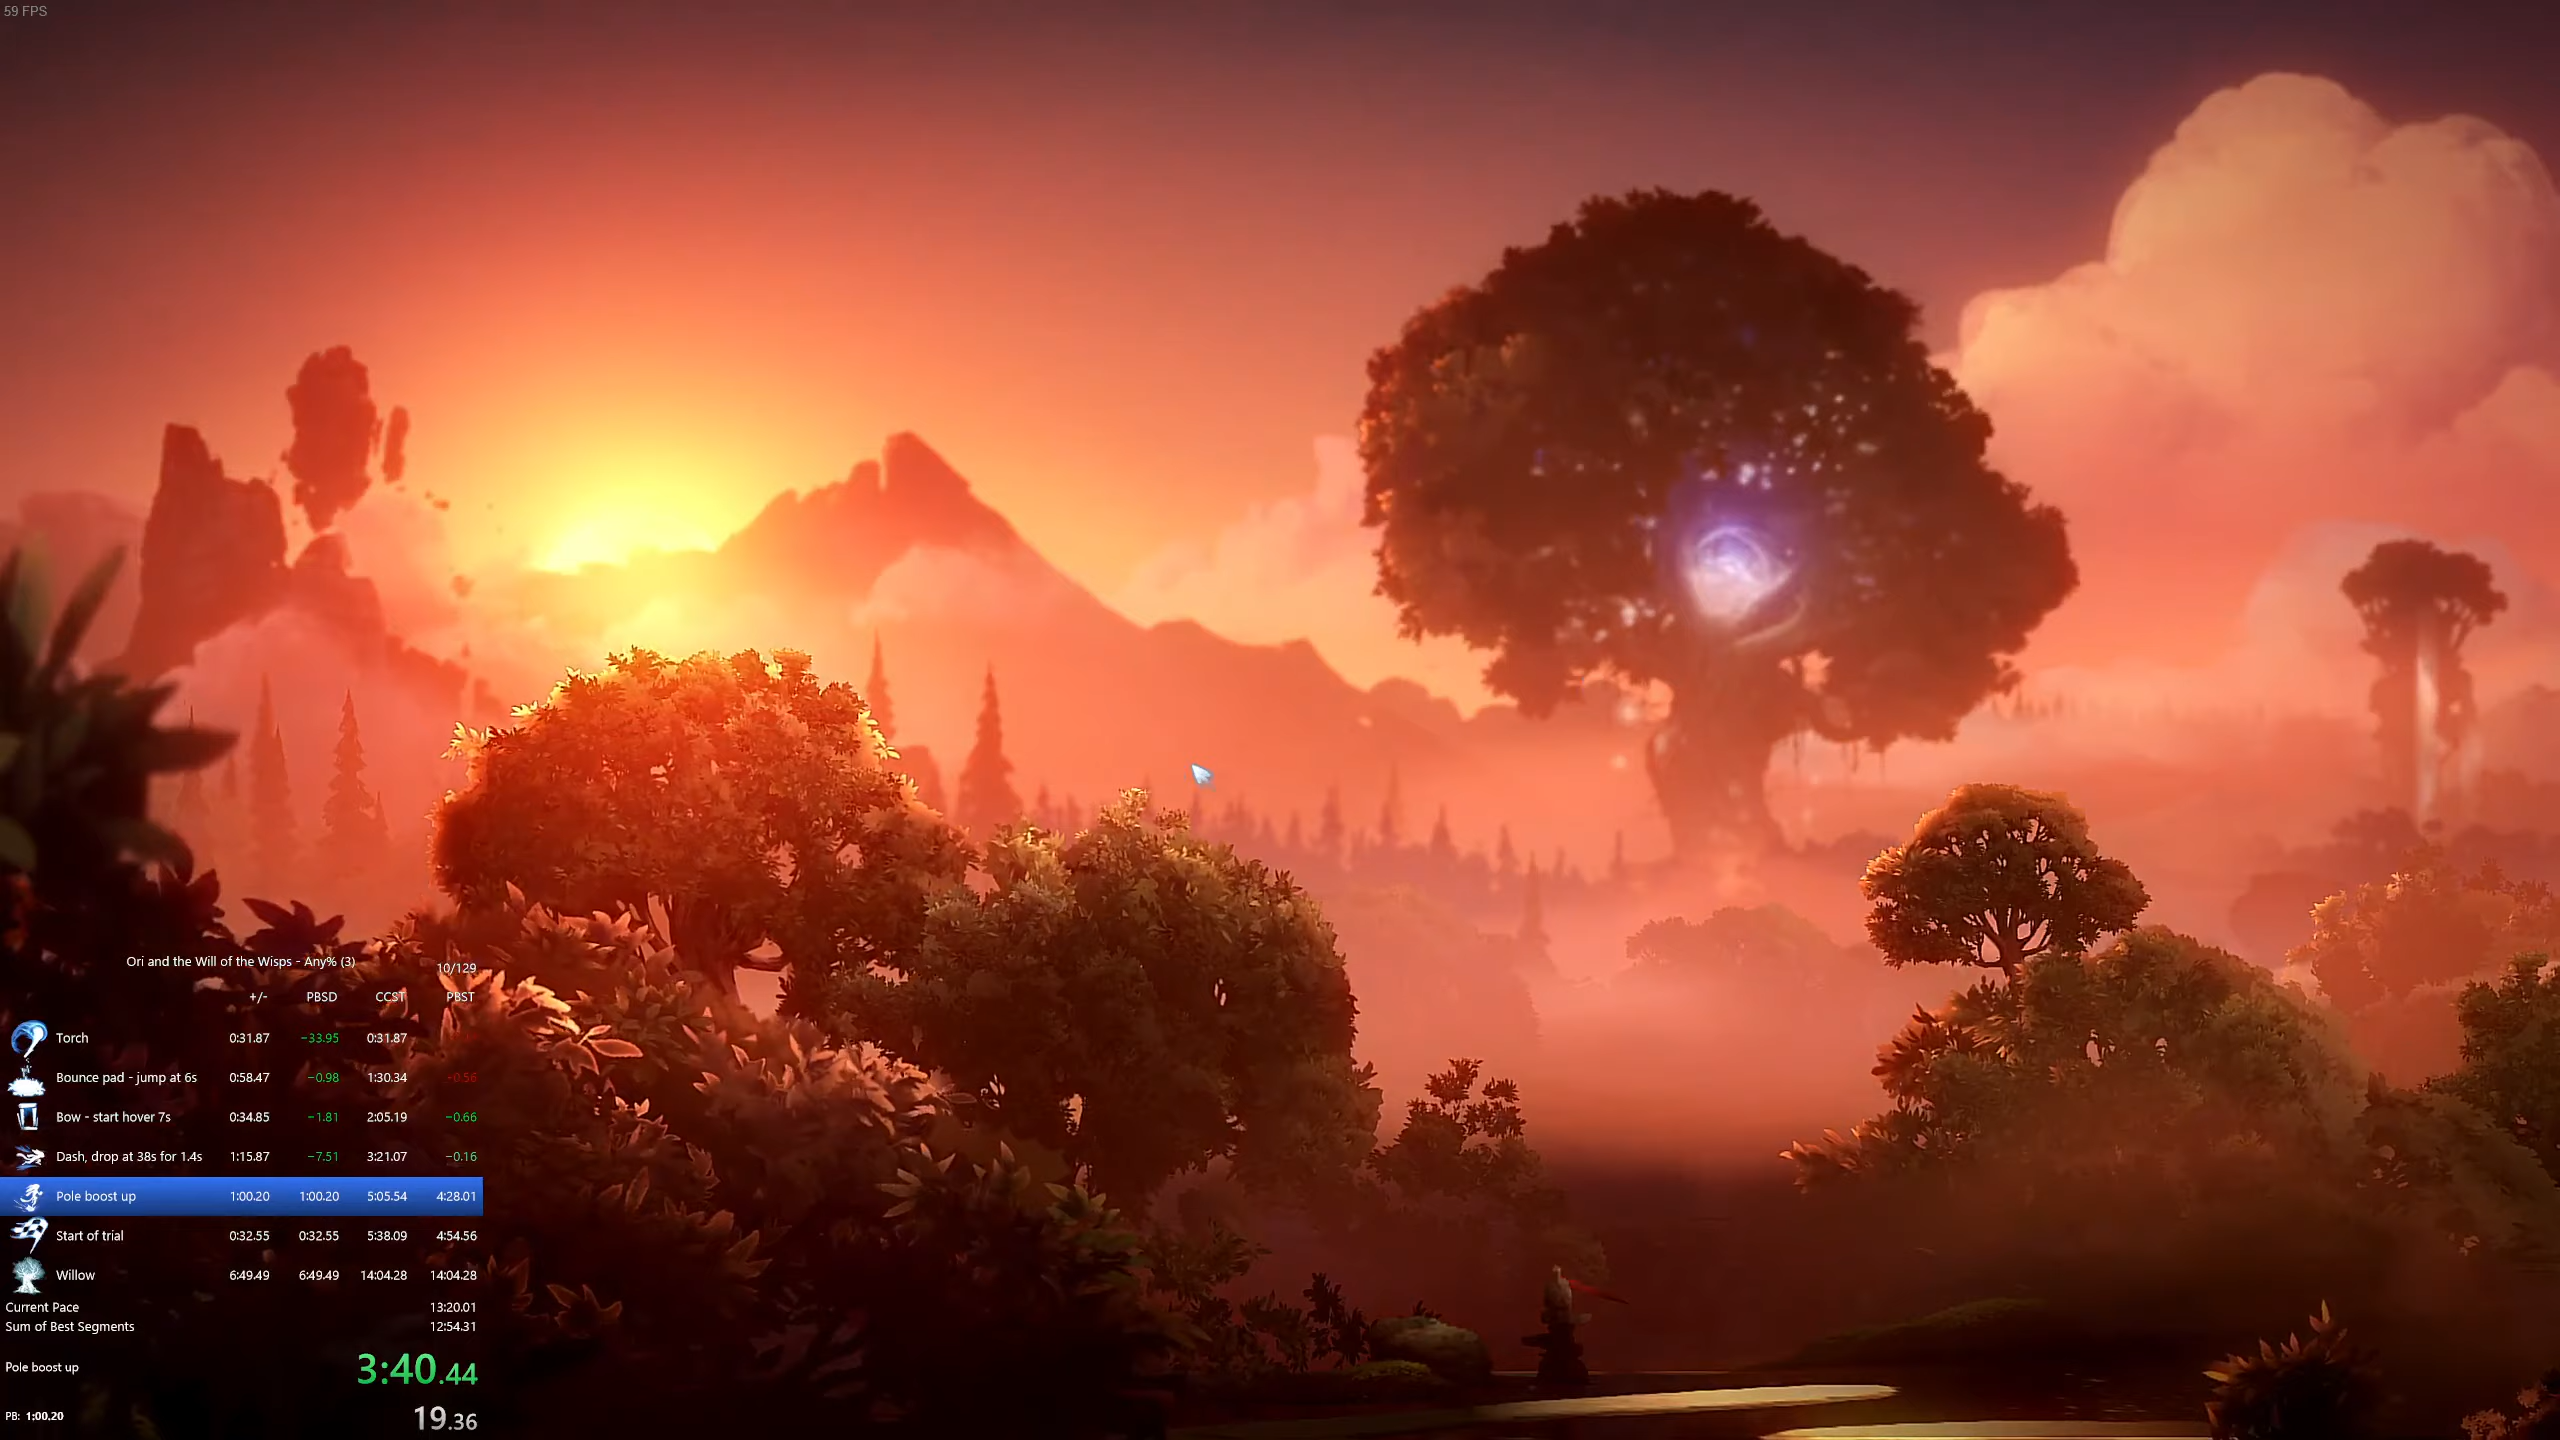 59 FPS
Ori and the Will of the Wisps - Any% (3)
10/129
+/- PBSD CCST PBST
Torch 0:31.87 −33.95 0:31.87
Bounce pad - jump at 6s 0:58.47 −0.98 1:30.34 −0.56
Bow - start hover 7s 0:34.85 −1.81 2:05.19 −0.66
Dash, drop at 38s for 1.4s 1:15.87 −7.51 3:21.07 −0.16
Pole boost up 1:00.20 1:00.20 5:05.54 4:28.01
Start of trial 0:32.55 0:32.55 5:38.09 4:54.56
Willow 6:49.49 6:49.49 14:04.28 14:04.28
Current Pace 13:20.01
Sum of Best Segments 12:54.31
Pole boost up 3:40.44
PB: 1:00.20 19.36